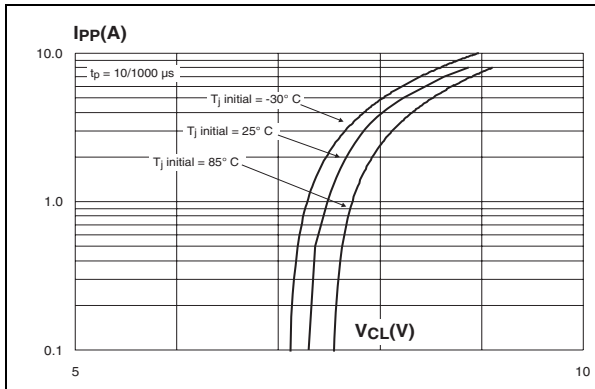 IPP(A)
10.0
tp = 10/1000 µs
Tj initial = -30° C
Tj initial = 25° C
Tj initial = 85° C
1.0
VCL(V)
0.1
5
10